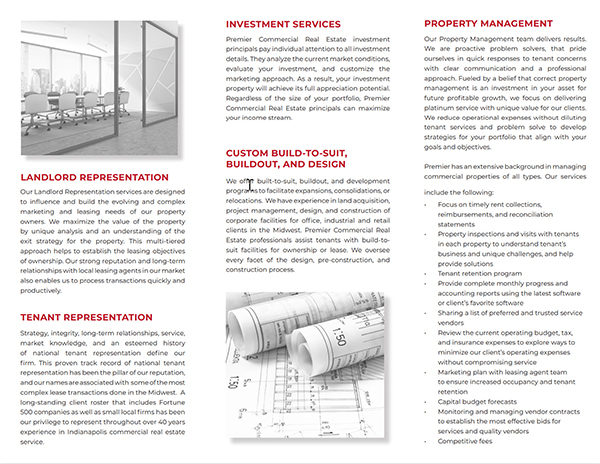 LANDLORD REPRESENTATION
Our Landlord Representation services are designed
to influence and build the evolving and complex
marketing and leasing needs of our property
owners. We maximize the value of the property
by unique analysis and an understanding of the
exit strategy for the property. This multi-tiered
approach helps to establish the leasing objectives
of ownership. Our strong reputation and long-term
relationships with local leasing agents in our market
also enables us to process transactions quickly and
productively.
TENANT REPRESENTATION
Strategy, integrity, long-term relationships, service,
market knowledge, and an esteemed history
of national tenant representation define our
firm. This proven track record of national tenant
representation has been the pillar of our reputation,
and our names are associated with some of the most
complex lease transactions done in the Midwest. A
long-standing client roster that includes Fortune
500 companies as well as small local firms has been
our privilege to represent throughout over 40 years
experience in Indianapolis commercial real estate
service.
INVESTMENT SERVICES
Premier Commercial Real Estate investment
principals pay individual attention to all investment
details. They analyze the current market conditions,
evaluate your investment, and customize the
marketing approach. As a result, your investment
property will achieve its full appreciation potential.
Regardless of the size of your portfolio, Premier
Commercial Real Estate principals can maximize
your income stream.
CUSTOM BUILD-TO-SUIT,
BUILDOUT, AND DESIGN
We offer built-to-suit, buildout, and development
programs to facilitate expansions, consolidations, or
relocations. We have experience in land acquisition,
project management, design, and construction of
corporate facilities for office, industrial and retail
clients in the Midwest. Premier Commercial Real
Estate professionals assist tenants with build-to-
suit facilities for ownership or lease. We oversee
every facet of the design, pre-construction, and
construction process.
1:50
1:50
PROPERTY MANAGEMENT
Our Property Management team delivers results.
We are proactive problem solvers, that pride
ourselves in quick responses to tenant concerns
with clear communication and a professional
approach. Fueled by a belief that correct property
management is an investment in your asset for
future profitable growth, we focus on delivering
platinum service with unique value for our clients.
We reduce operational expenses without diluting
tenant services and problem solve to develop
strategies for your portfolio that align with your
goals and objectives.
Premier has an extensive background in managing
commercial properties of all types. Our services
include the following:
• Focus on timely rent collections,
reimbursements, and reconciliation
statements
• Property inspections and visits with tenants
in each property to understand tenant's
business and unique challenges, and help
provide solutions
• Tenant retention program
• Provide complete monthly progress and
accounting reports using the latest software
or client's favorite software
• Sharing a list of preferred and trusted service
vendors
• Review the current operating budget, tax,
and insurance expenses to explore ways to
minimize our client's operating expenses
without compromising service
• Marketing plan with leasing agent team
to ensure increased occupancy and tenant
retention
• Capital budget forecasts
• Monitoring and managing vendor contracts
to establish the most effective bids for
services and quality vendors
• Competitive fees